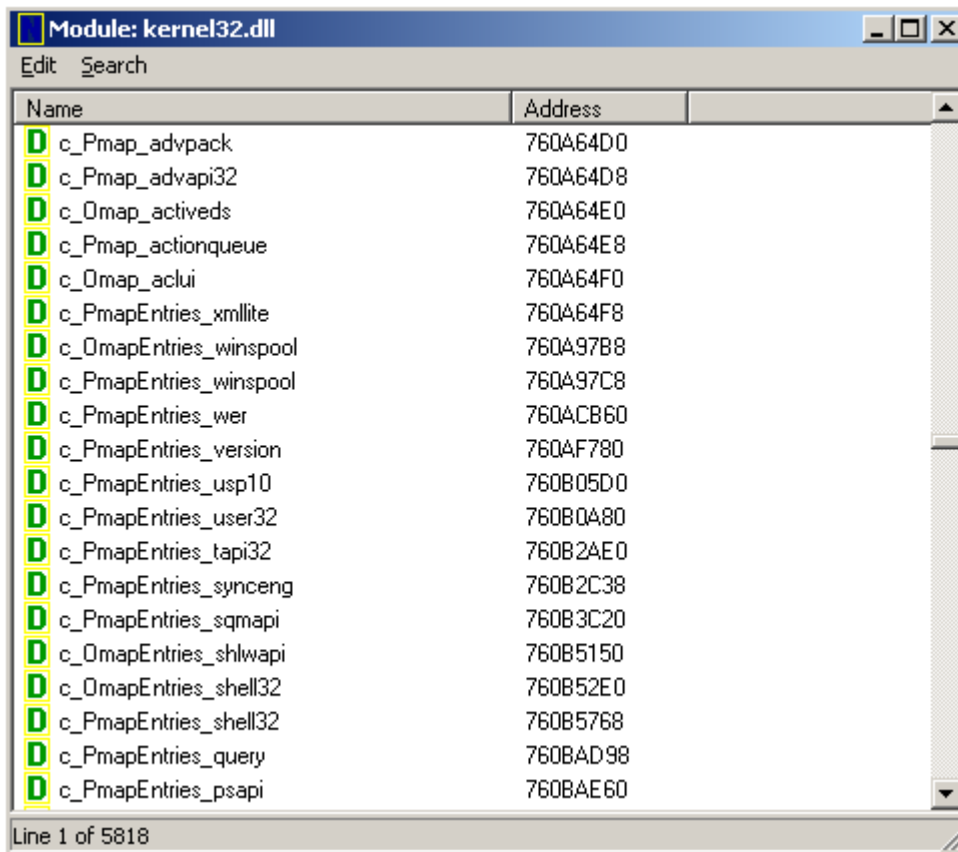 Module: kernel32.dll
Edit Search
Name Address
D c_Pmap_advpack 760A64D0
D c_Pmap_advapi32 760A64D8
D c_Omap_activeds 760A64E0
D c_Pmap_actionqueue 760A64E8
D c_Omap_aclui 760A64F0
D c_PmapEntries_xmllite 760A64F8
D c_OmapEntries_winspool 760A97B8
D c_PmapEntries_winspool 760A97C8
D c_PmapEntries_wer 760ACB60
D c_PmapEntries_version 760AF780
D c_PmapEntries_usp10 760B05D0
D c_PmapEntries_user32 760B0A80
D c_PmapEntries_tapi32 760B2AE0
D c_PmapEntries_synceng 760B2C38
D c_PmapEntries_sqmapi 760B3C20
D c_OmapEntries_shlwapi 760B5150
D c_OmapEntries_shell32 760B52E0
D c_PmapEntries_shell32 760B5768
D c_PmapEntries_query 760BAD98
D c_PmapEntries_psapi 760BAE60
Line 1 of 5818